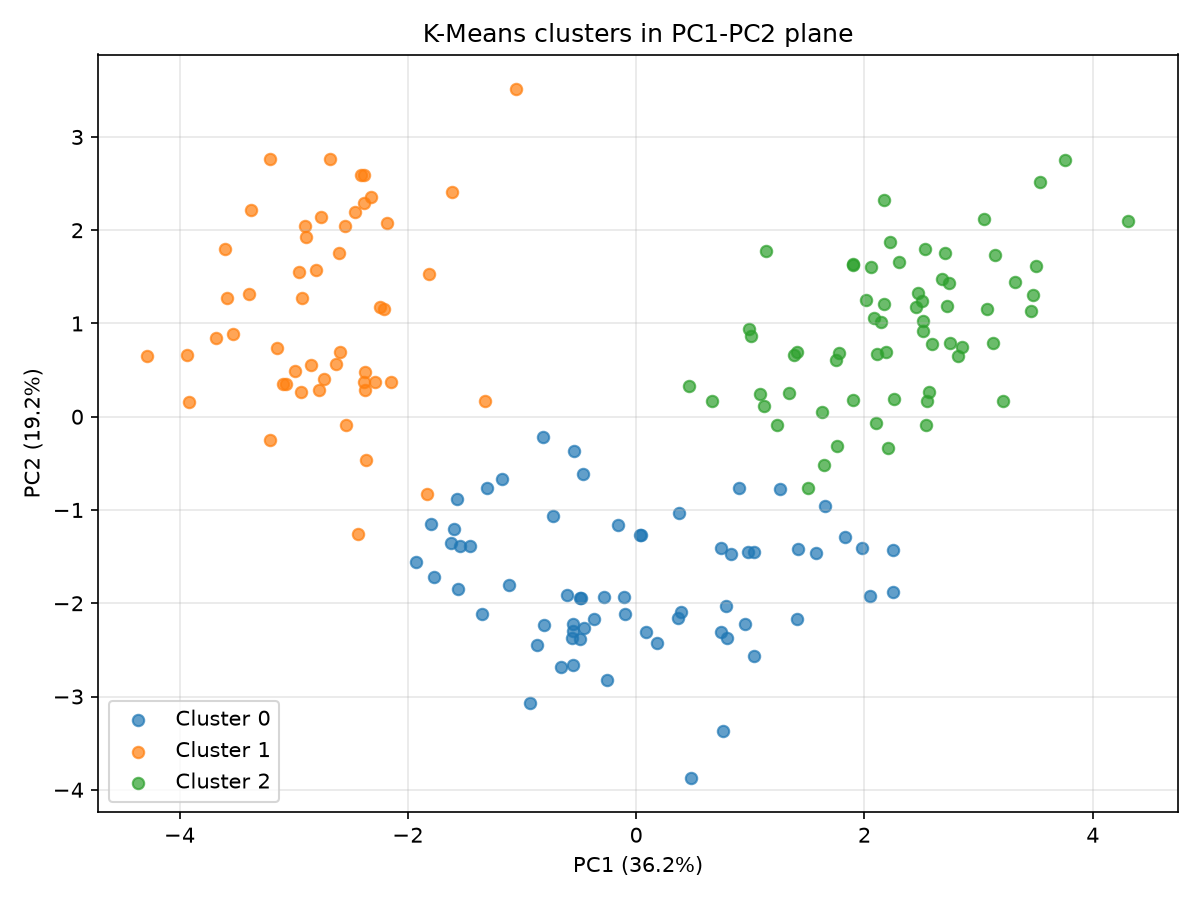 K-Means clusters in PC1-PC2 plane
3
2
1
0
−1
−2
−3
−4
PC2 (19.2%)
Cluster 0
Cluster 1
Cluster 2
−4
−2
0
2
4
PC1 (36.2%)